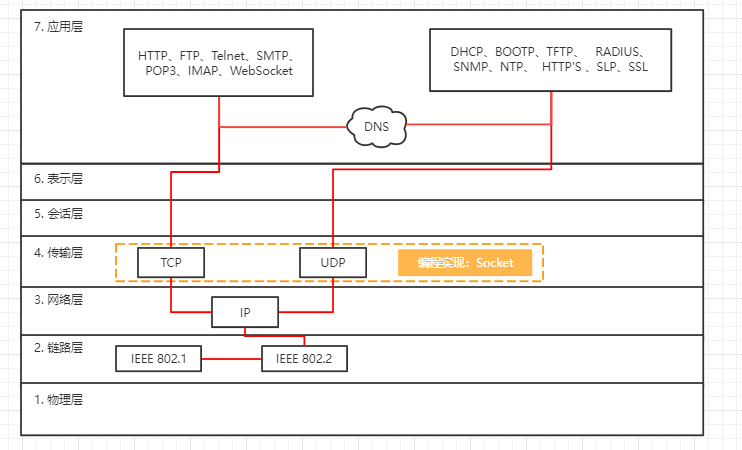 7. 应用层
HTTP、FTP、Telnet、SMTP、
POP3、IMAP、WebSocket
DHCP、BOOTP、TFTP、 RADIUS、
SNMP、NTP、 HTTP'S 、SLP、SSL
DNS
6. 表示层
5. 会话层
4. 传输层
TCP
UDP
编程实现：Socket
3. 网络层
IP
2. 链路层
IEEE 802.1
IEEE 802.2
1. 物理层